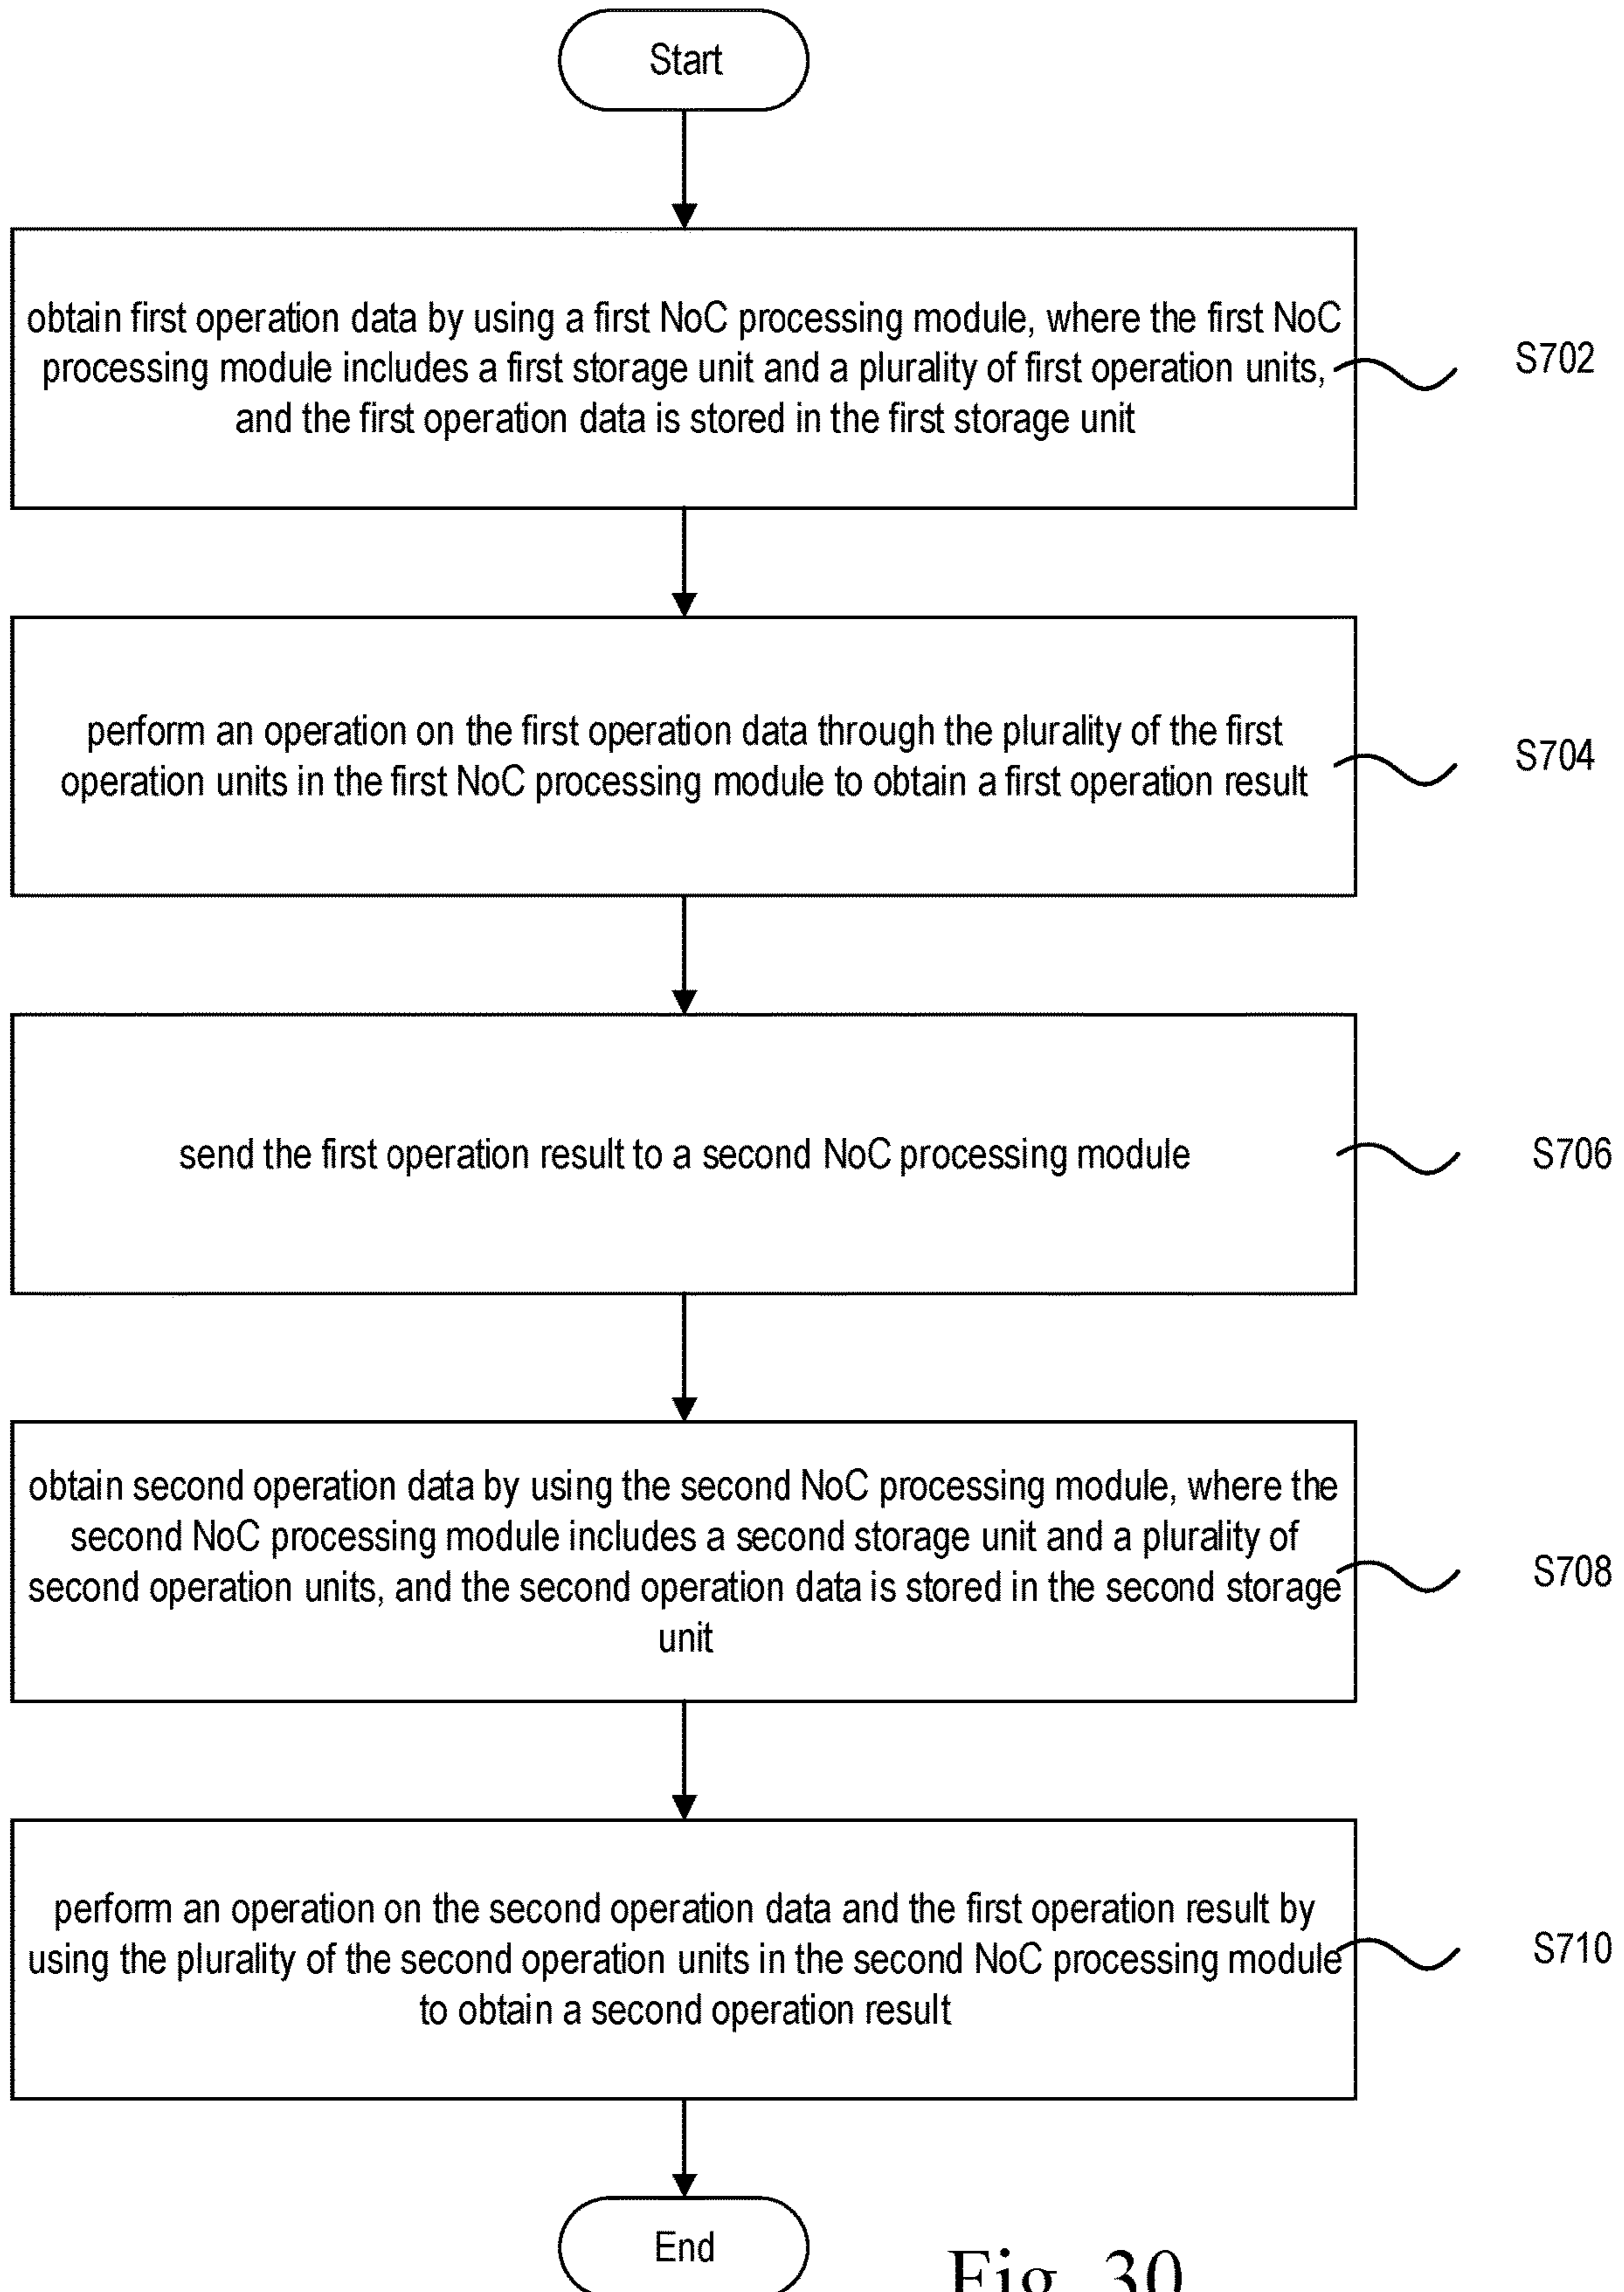 Start
obtain first operation data by using a first NoC processing module, where the first NoC
processing module includes a first storage unit and a plurality of first operation units,
and the first operation data is stored in the first storage unit
S702
perform an operation on the first operation data through the plurality of the first
operation units in the first NoC processing module to obtain a first operation result
S704
send the first operation result to a second NoC processing module
S706
obtain second operation data by using the second NoC processing module, where the
second NoC processing module includes a second storage unit and a plurality of
second operation units, and the second operation data is stored in the second storage
unit
S708
perform an operation on the second operation data and the first operation result by
using the plurality of the second operation units in the second NoC processing module
to obtain a second operation result
S710
End
Fig. 30